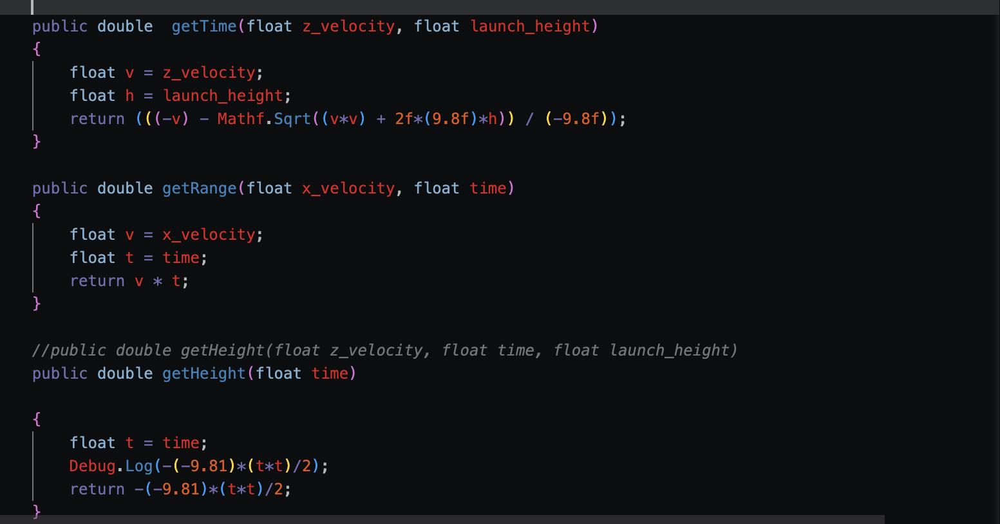 public double  getTime(float z_velocity, float launch_height)
{
    float v = z_velocity;
    float h = launch_height;
    return (((-v) - Mathf.Sqrt((v*v) + 2f*(9.8f)*h)) / (-9.8f));
}
public double getRange(float x_velocity, float time)
{
    float v = x_velocity;
    float t = time;
    return v * t;
}
//public double getHeight(float z_velocity, float time, float launch_height)
public double getHeight(float time)
{
    float t = time;
    Debug.Log(-(-9.81)*(t*t)/2);
    return -(-9.81)*(t*t)/2;
}